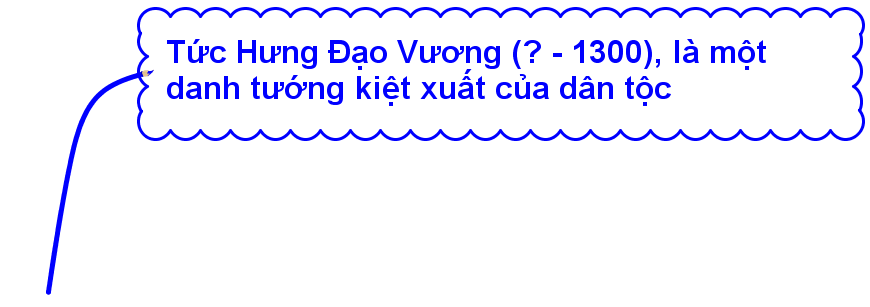 Tức Hưng Đạo Vương (? - 1300), là một
danh tướng kiệt xuất của dân tộc